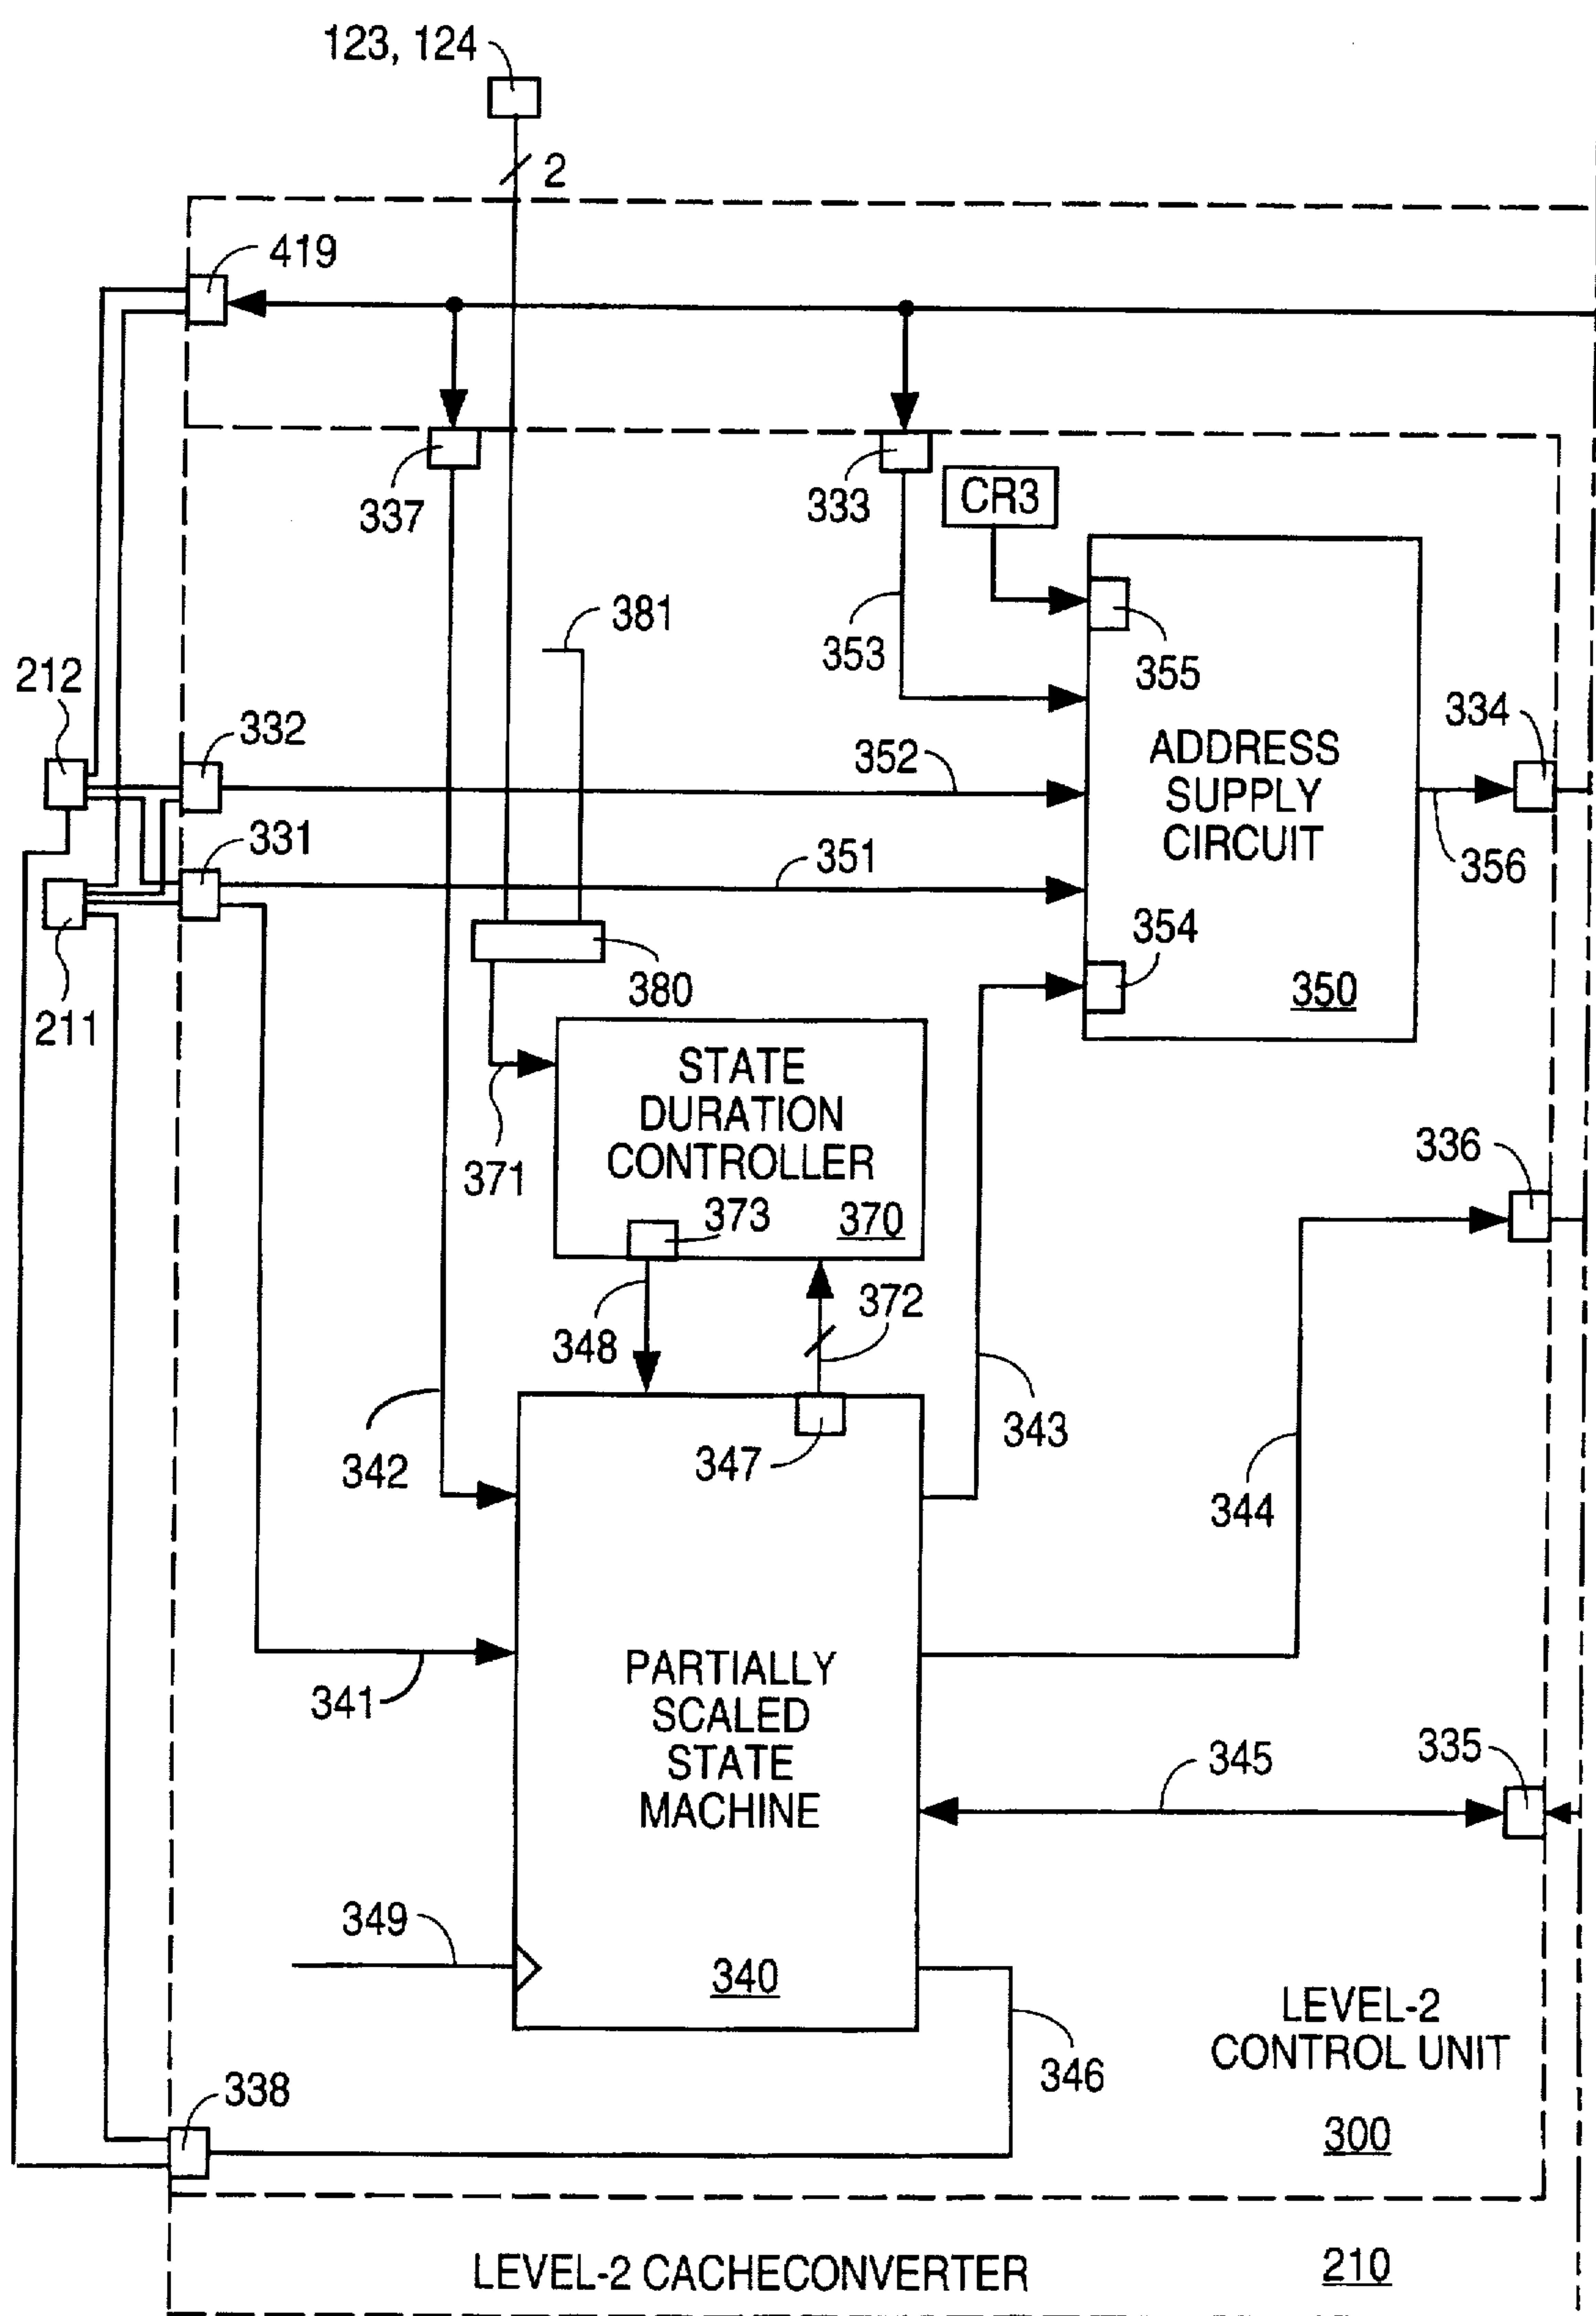 123, 124
2
419
337
333
CR3
381
353
355
212
332
352
334
ADDRESS
SUPPLY
CIRCUIT
331
351
356
354
380
350
211
STATE
DURATION
CONTROLLER
371
336
373
370
372
348
343
347
342
344
PARTIALLY
SCALED
STATE
MACHINE
341
345
335
349
340
LEVEL-2
CONTROL UNIT
346
338
300
LEVEL-2 CACHECONVERTER
210